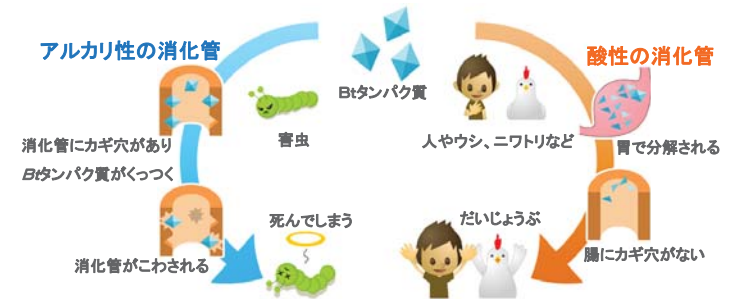 アルカリ性の消化管
酸性の消化管
Btタンパク質
害虫
人やウシ、ニワトリなど
消化管にカギ穴があり
Btタンパク質がくっつく
胃で分解される
死んでしまう
だいじょうぶ
消化管がこわされる
腸にカギ穴がない